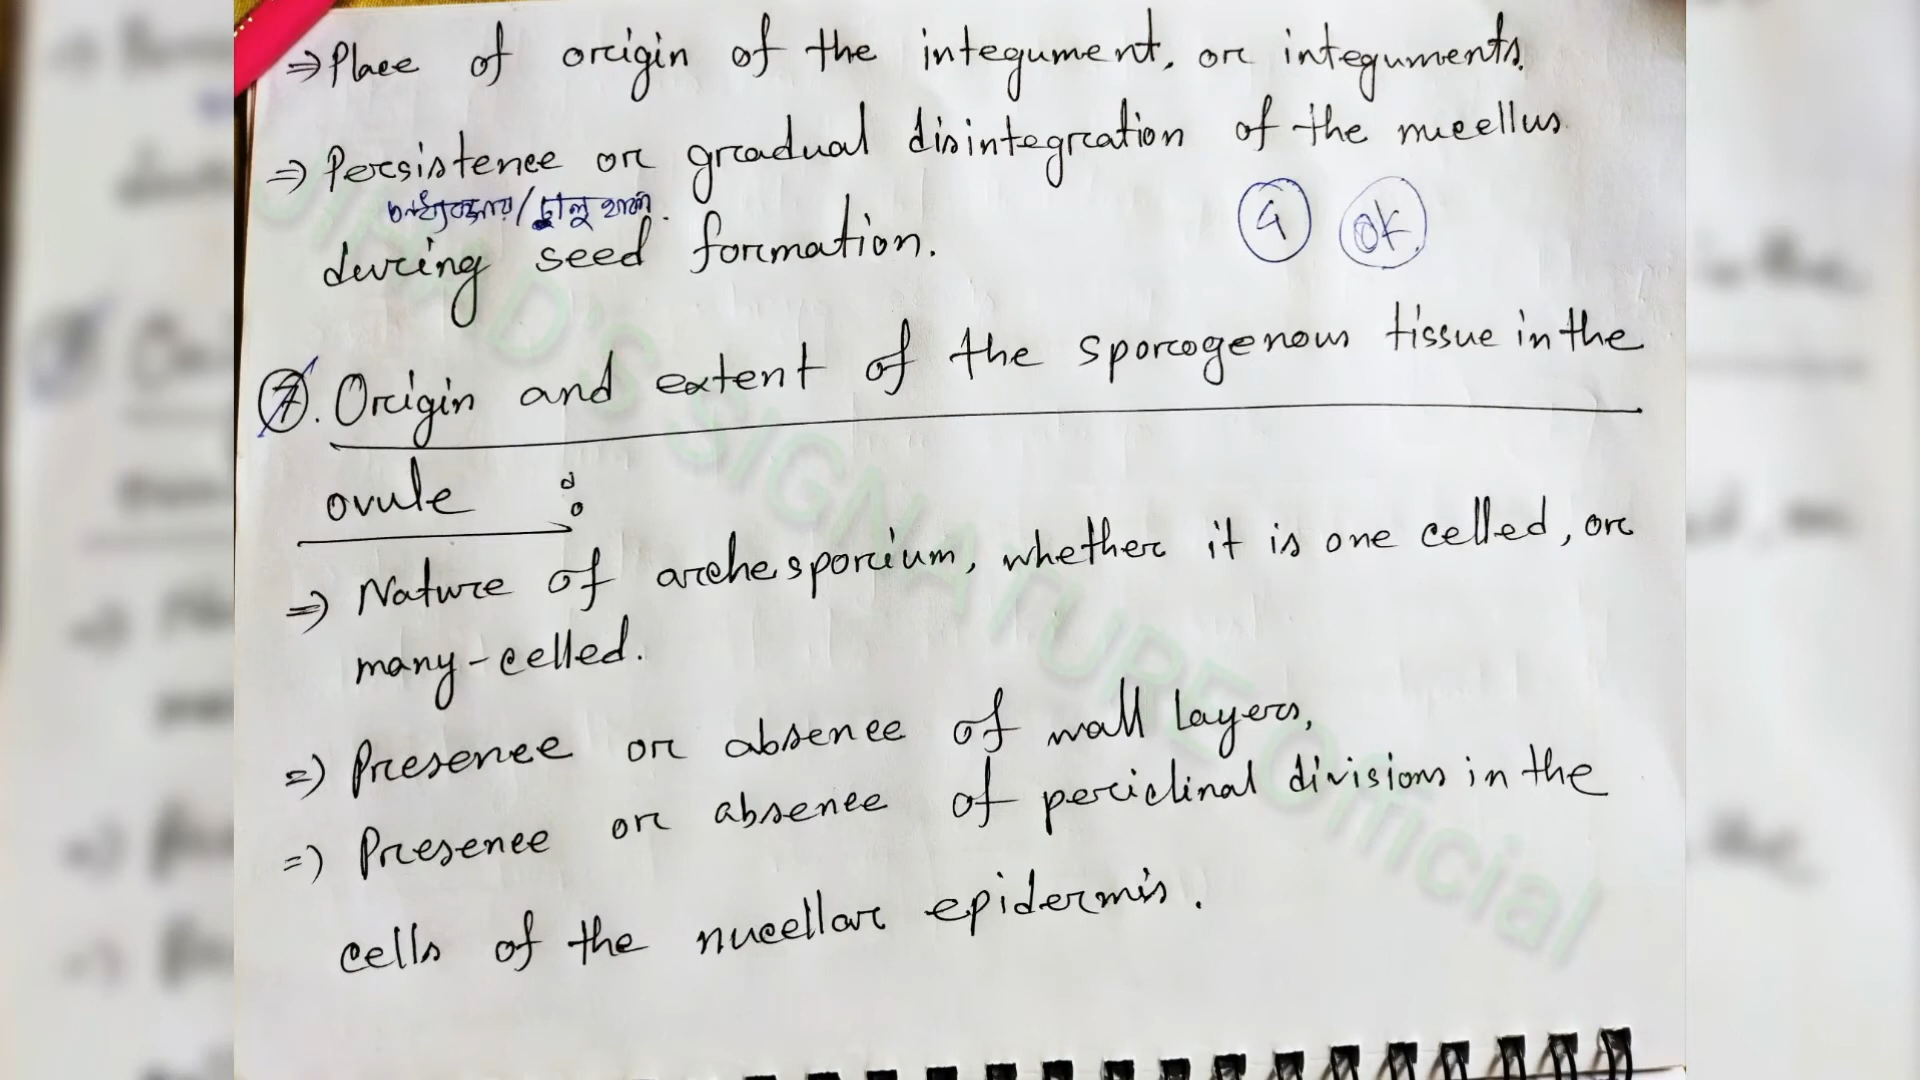 ⇒ Place of origin of the integument, or integuments.
⇒ Persistence or gradual disintegration of the nucellus
/চালু থাকা.
4 OK
during seed formation.
7. Origin and extent of the sporogenous tissue in the
ovule :
⇒ Nature of archesporium, whether it is one celled, or
many-celled.
⇒ Presence or absence of wall layers,
⇒ Presence or absence of periclinal divisions in the
cells of the nucellar epidermis.
JIHAD'S SIGNATURE Official